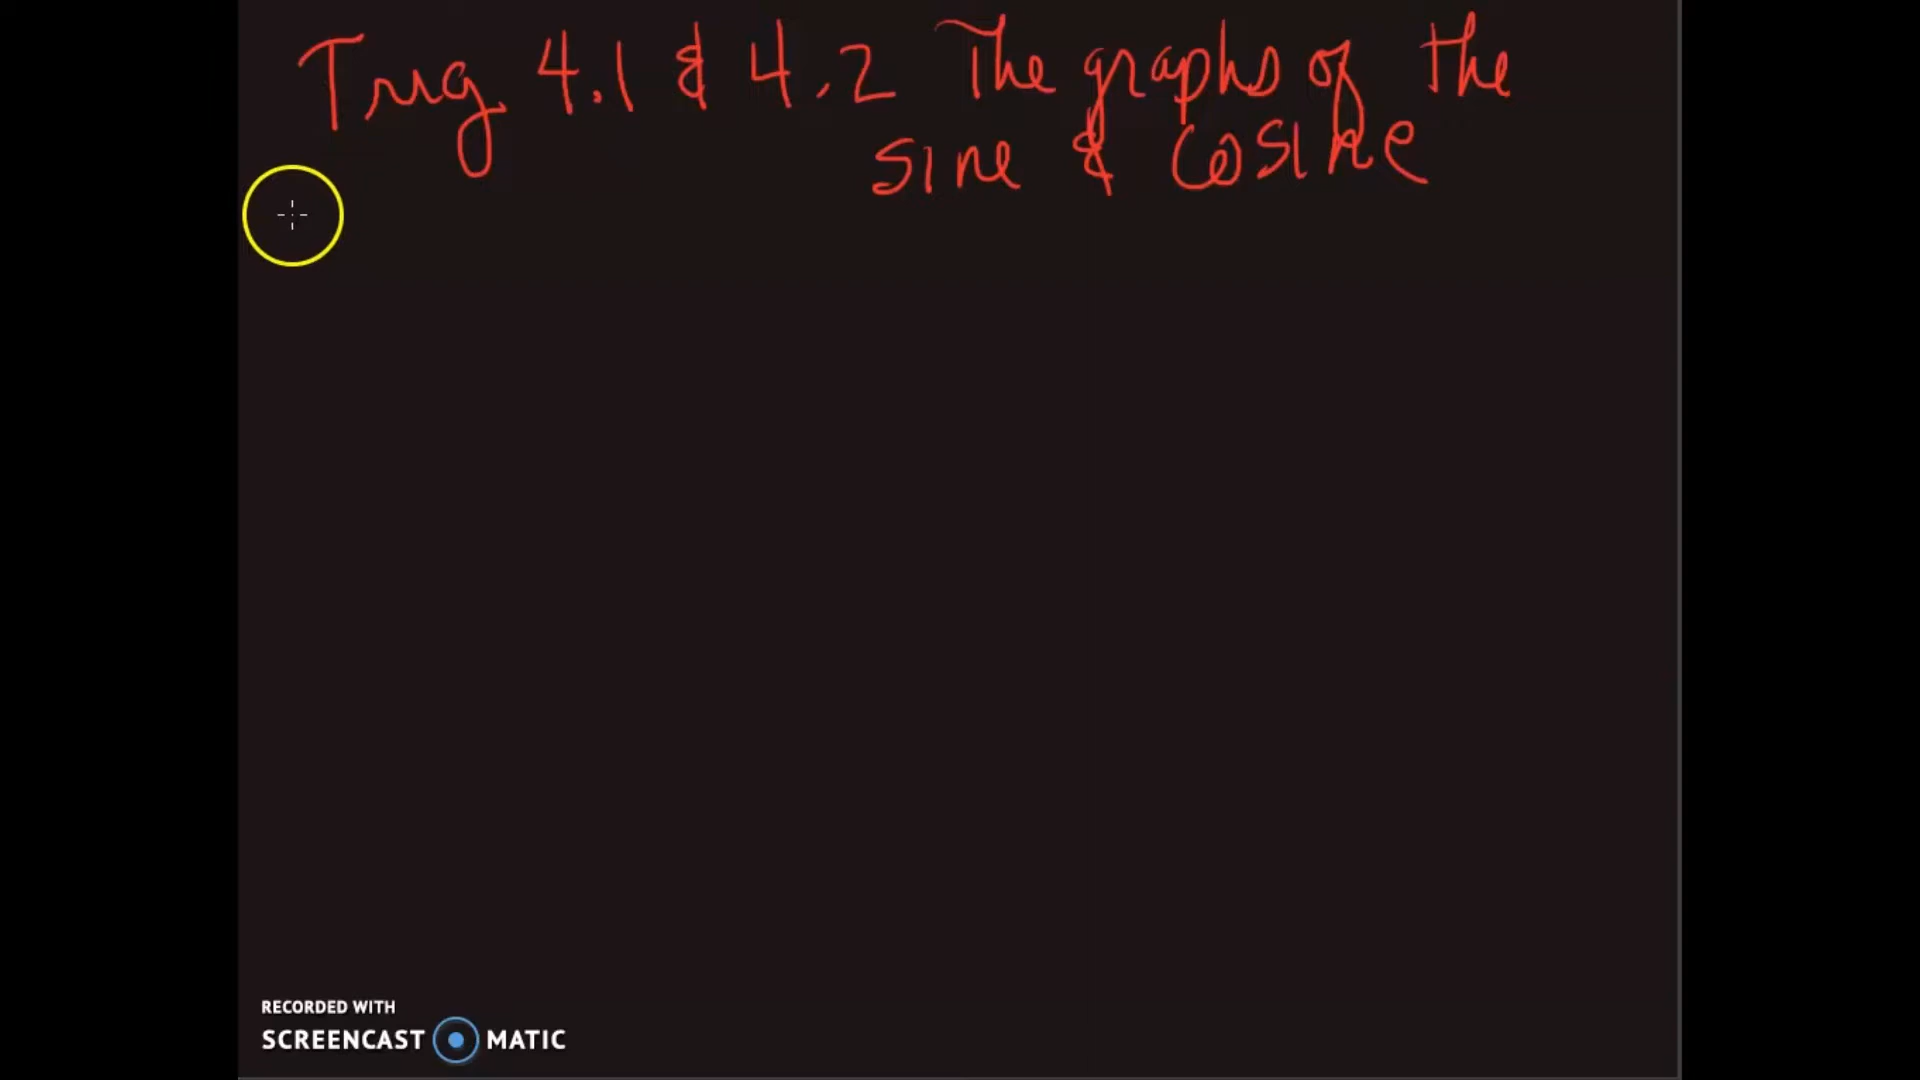 Trig 4.1 & 4.2 The graphs of the
sine & cosine
RECORDED WITH
SCREENCAST MATIC